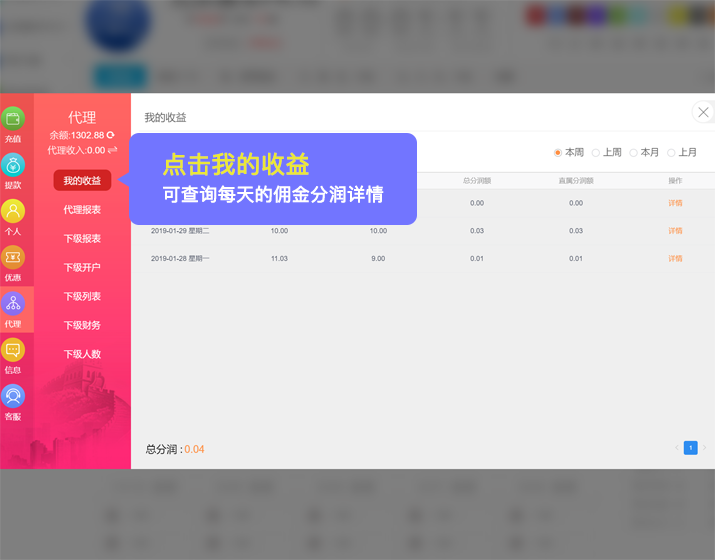 充值
提款
个人
优惠
代理
信息
客服
代理
余额:1302.88
代理收入:0.00
我的收益
代理报表
下级报表
下级开户
下级列表
下级财务
下级人数
我的收益
本周 上周 本月 上月
点击我的收益
可查询每天的佣金分润详情
总分润额 直属分润额 操作
0.00 0.00 详情
2019-01-29 星期二 10.00 10.00 0.03 0.03 详情
2019-01-28 星期一 11.03 9.00 0.01 0.01 详情
总分润 : 0.04
1